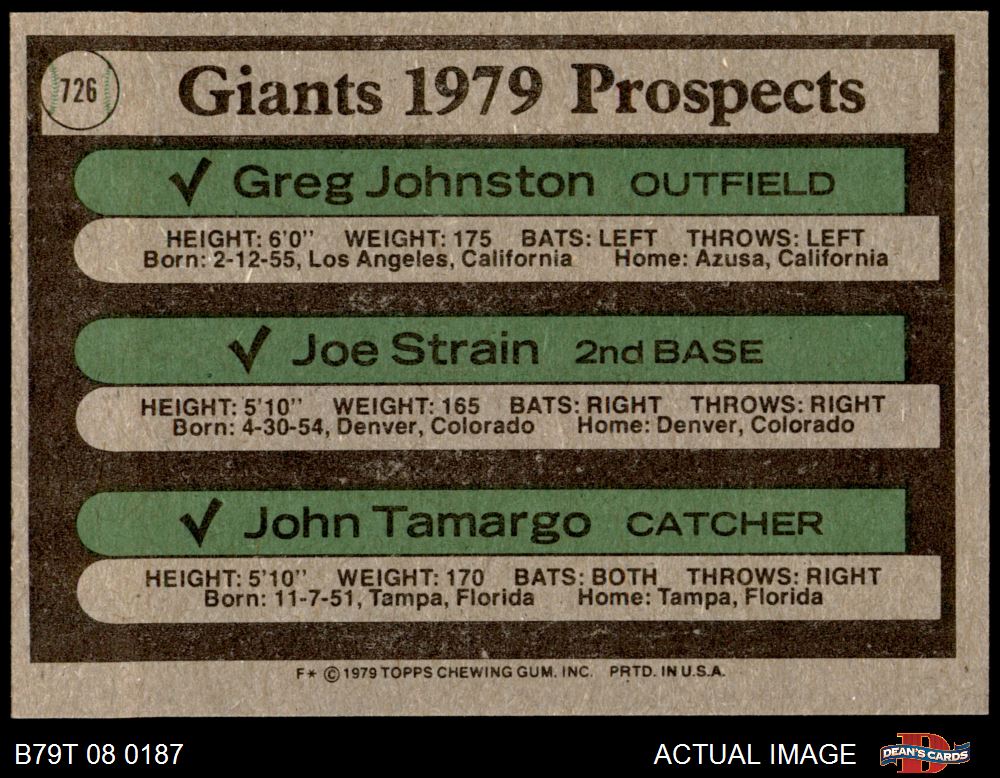 726
Giants 1979 Prospects
✓ Greg Johnston OUTFIELD
HEIGHT: 6'0'' WEIGHT: 175 BATS: LEFT THROWS: LEFT
Born: 2-12-55, Los Angeles, California Home: Azusa, California
✓ Joe Strain 2nd BASE
HEIGHT: 5'10'' WEIGHT: 165 BATS: RIGHT THROWS: RIGHT
Born: 4-30-54, Denver, Colorado Home: Denver, Colorado
✓ John Tamargo CATCHER
HEIGHT: 5'10'' WEIGHT: 170 BATS: BOTH THROWS: RIGHT
Born: 11-7-51, Tampa, Florida Home: Tampa, Florida
F* © 1979 TOPPS CHEWING GUM. INC. PRTD. IN U.S.A.
B79T 08 0187 ACTUAL IMAGE
D
DEAN'S CARDS